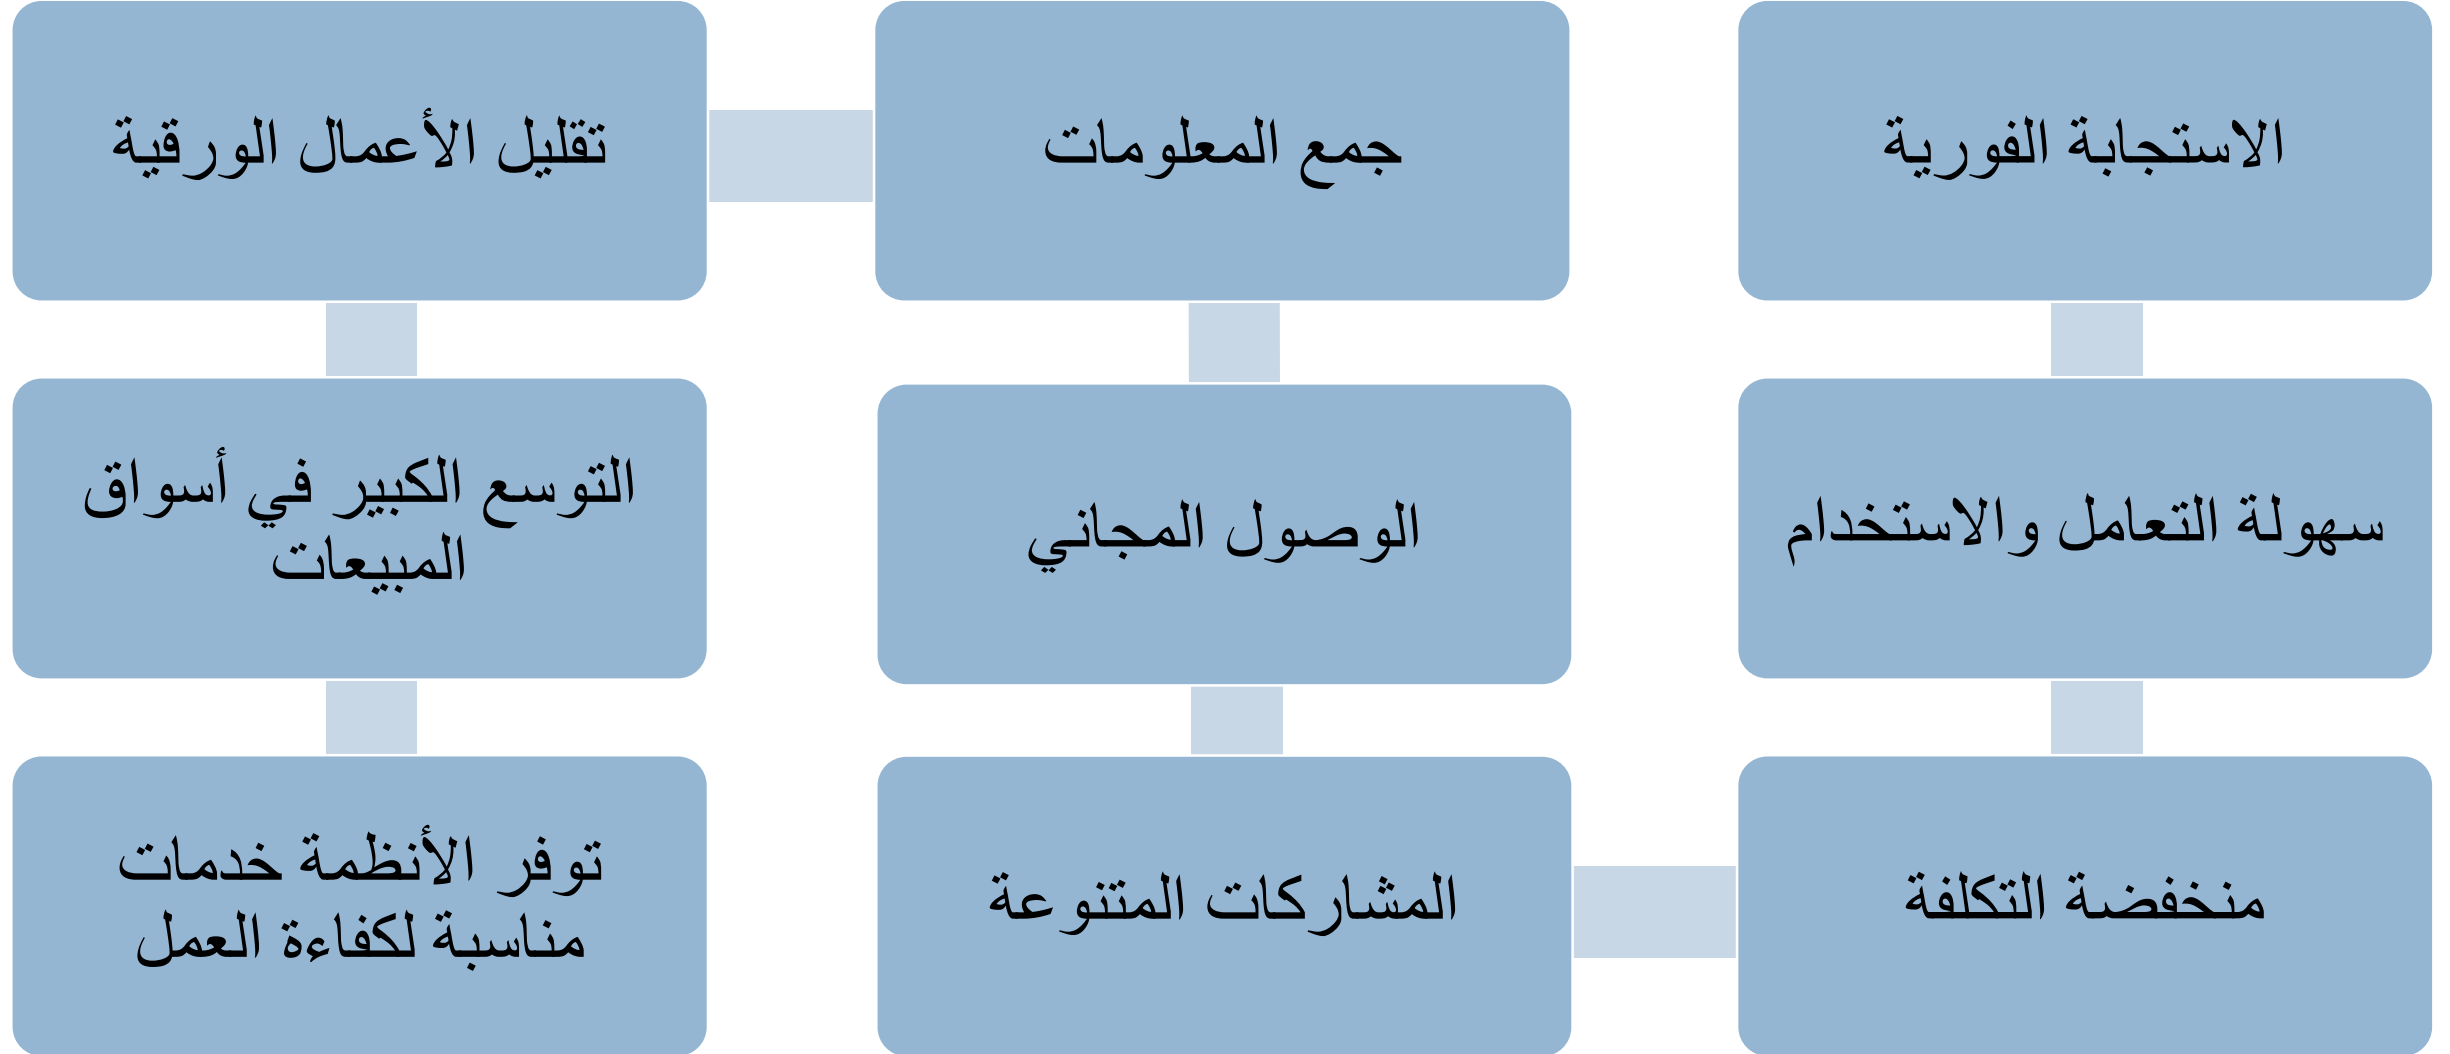 الاستجابة الفورية
سهولة التعامل والاستخدام
منخفضة التكلفة
المشاركات المتنوعة
الوصول المجاني
جمع المعلومات
تقليل الأعمال الورقية
التوسع الكبير في أسواق
المبيعات
توفر الأنظمة خدمات
مناسبة لكفاءة العمل